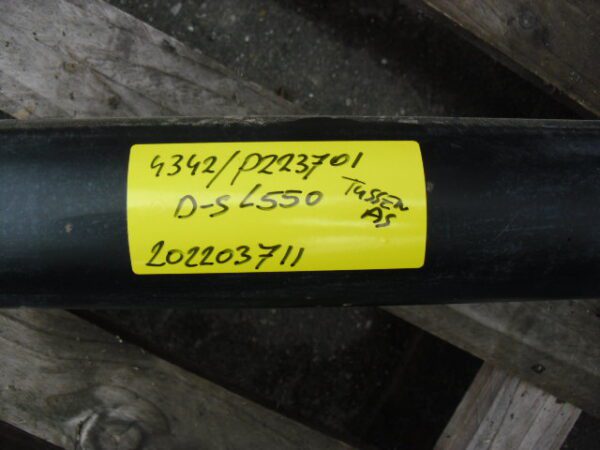 4342/P223701
D-S L550
TUSSEN
AS
202203711